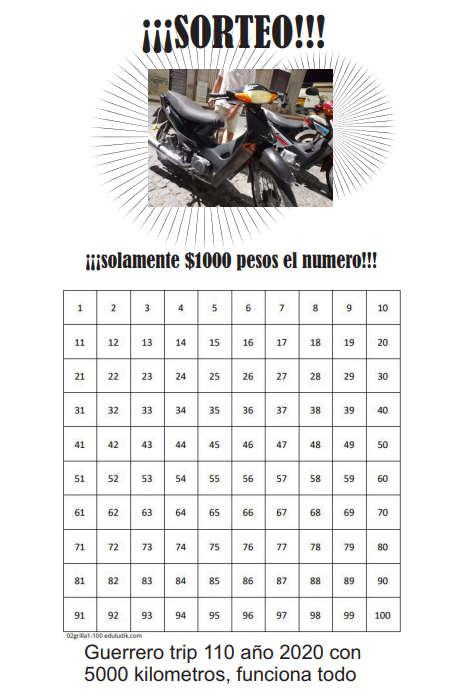 ¡¡¡SORTEO!!!
¡¡¡solamente $1000 pesos el numero!!!
1 2 3 4 5 6 7 8 9 10
11 12 13 14 15 16 17 18 19 20
21 22 23 24 25 26 27 28 29 30
31 32 33 34 35 36 37 38 39 40
41 42 43 44 45 46 47 48 49 50
51 52 53 54 55 56 57 58 59 60
61 62 63 64 65 66 67 68 69 70
71 72 73 74 75 76 77 78 79 80
81 82 83 84 85 86 87 88 89 90
91 92 93 94 95 96 97 98 99 100
02grilla1-100 eduludik.com
Guerrero trip 110 año 2020 con
5000 kilometros, funciona todo